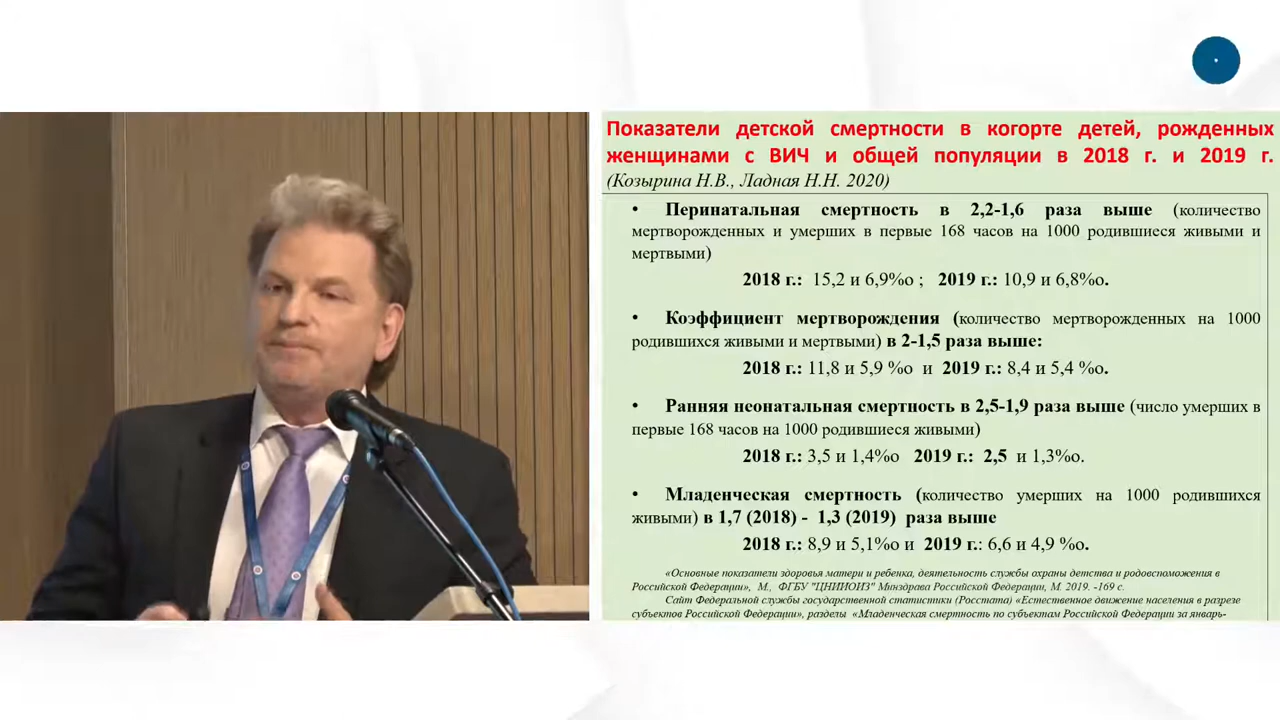 Показатели детской смертности в когорте детей, рожденных
женщинами с ВИЧ и общей популяции в 2018 г. и 2019 г.
(Козырина Н.В., Ладная Н.Н. 2020)
• Перинатальная смертность в 2,2-1,6 раза выше (количество
мертворожденных и умерших в первые 168 часов на 1000 родившиеся живыми и
мертвыми)
2018 г.: 15,2 и 6,9%о ; 2019 г.: 10,9 и 6,8%о.
• Коэффициент мертворождения (количество мертворожденных на 1000
родившихся живыми и мертвыми) в 2-1,5 раза выше:
2018 г.: 11,8 и 5,9 %о и 2019 г.: 8,4 и 5,4 %о.
• Ранняя неонатальная смертность в 2,5-1,9 раза выше (число умерших в
первые 168 часов на 1000 родившиеся живыми)
2018 г.: 3,5 и 1,4%о 2019 г.: 2,5 и 1,3%о.
• Младенческая смертность (количество умерших на 1000 родившихся
живыми) в 1,7 (2018) - 1,3 (2019) раза выше
2018 г.: 8,9 и 5,1%о и 2019 г.: 6,6 и 4,9 %о.
«Основные показатели здоровья матери и ребенка, деятельность службы охраны детства и родовспоможения в
Российской Федерации», М., ФГБУ "ЦНИИОИЗ" Минздрава Российской Федерации, М. 2019. -169 с.
Сайт Федеральной службы государственной статистики (Росстата) «Естественное движение населения в разрезе
субъектов Российской Федерации», разделы «Младенческая смертность по субъектам Российской Федерации за январь-